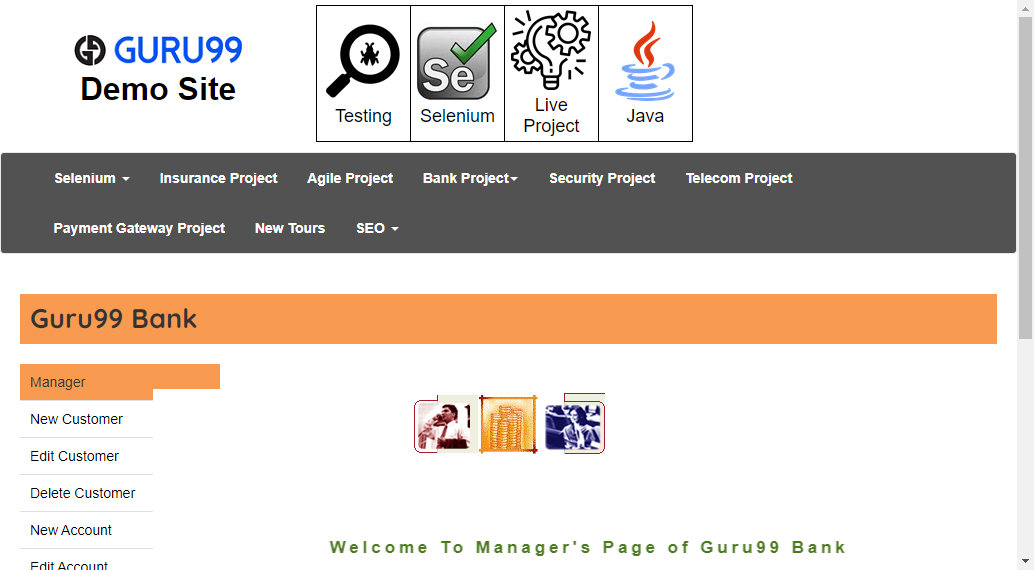 GURU99
Demo Site
Testing
Se
Selenium
Live
Project
Java
Selenium
Insurance Project
Agile Project
Bank Project
Security Project
Telecom Project
Payment Gateway Project
New Tours
SEO
Guru99 Bank
Manager
New Customer
Edit Customer
Delete Customer
New Account
Edit Account
Welcome To Manager's Page of Guru99 Bank